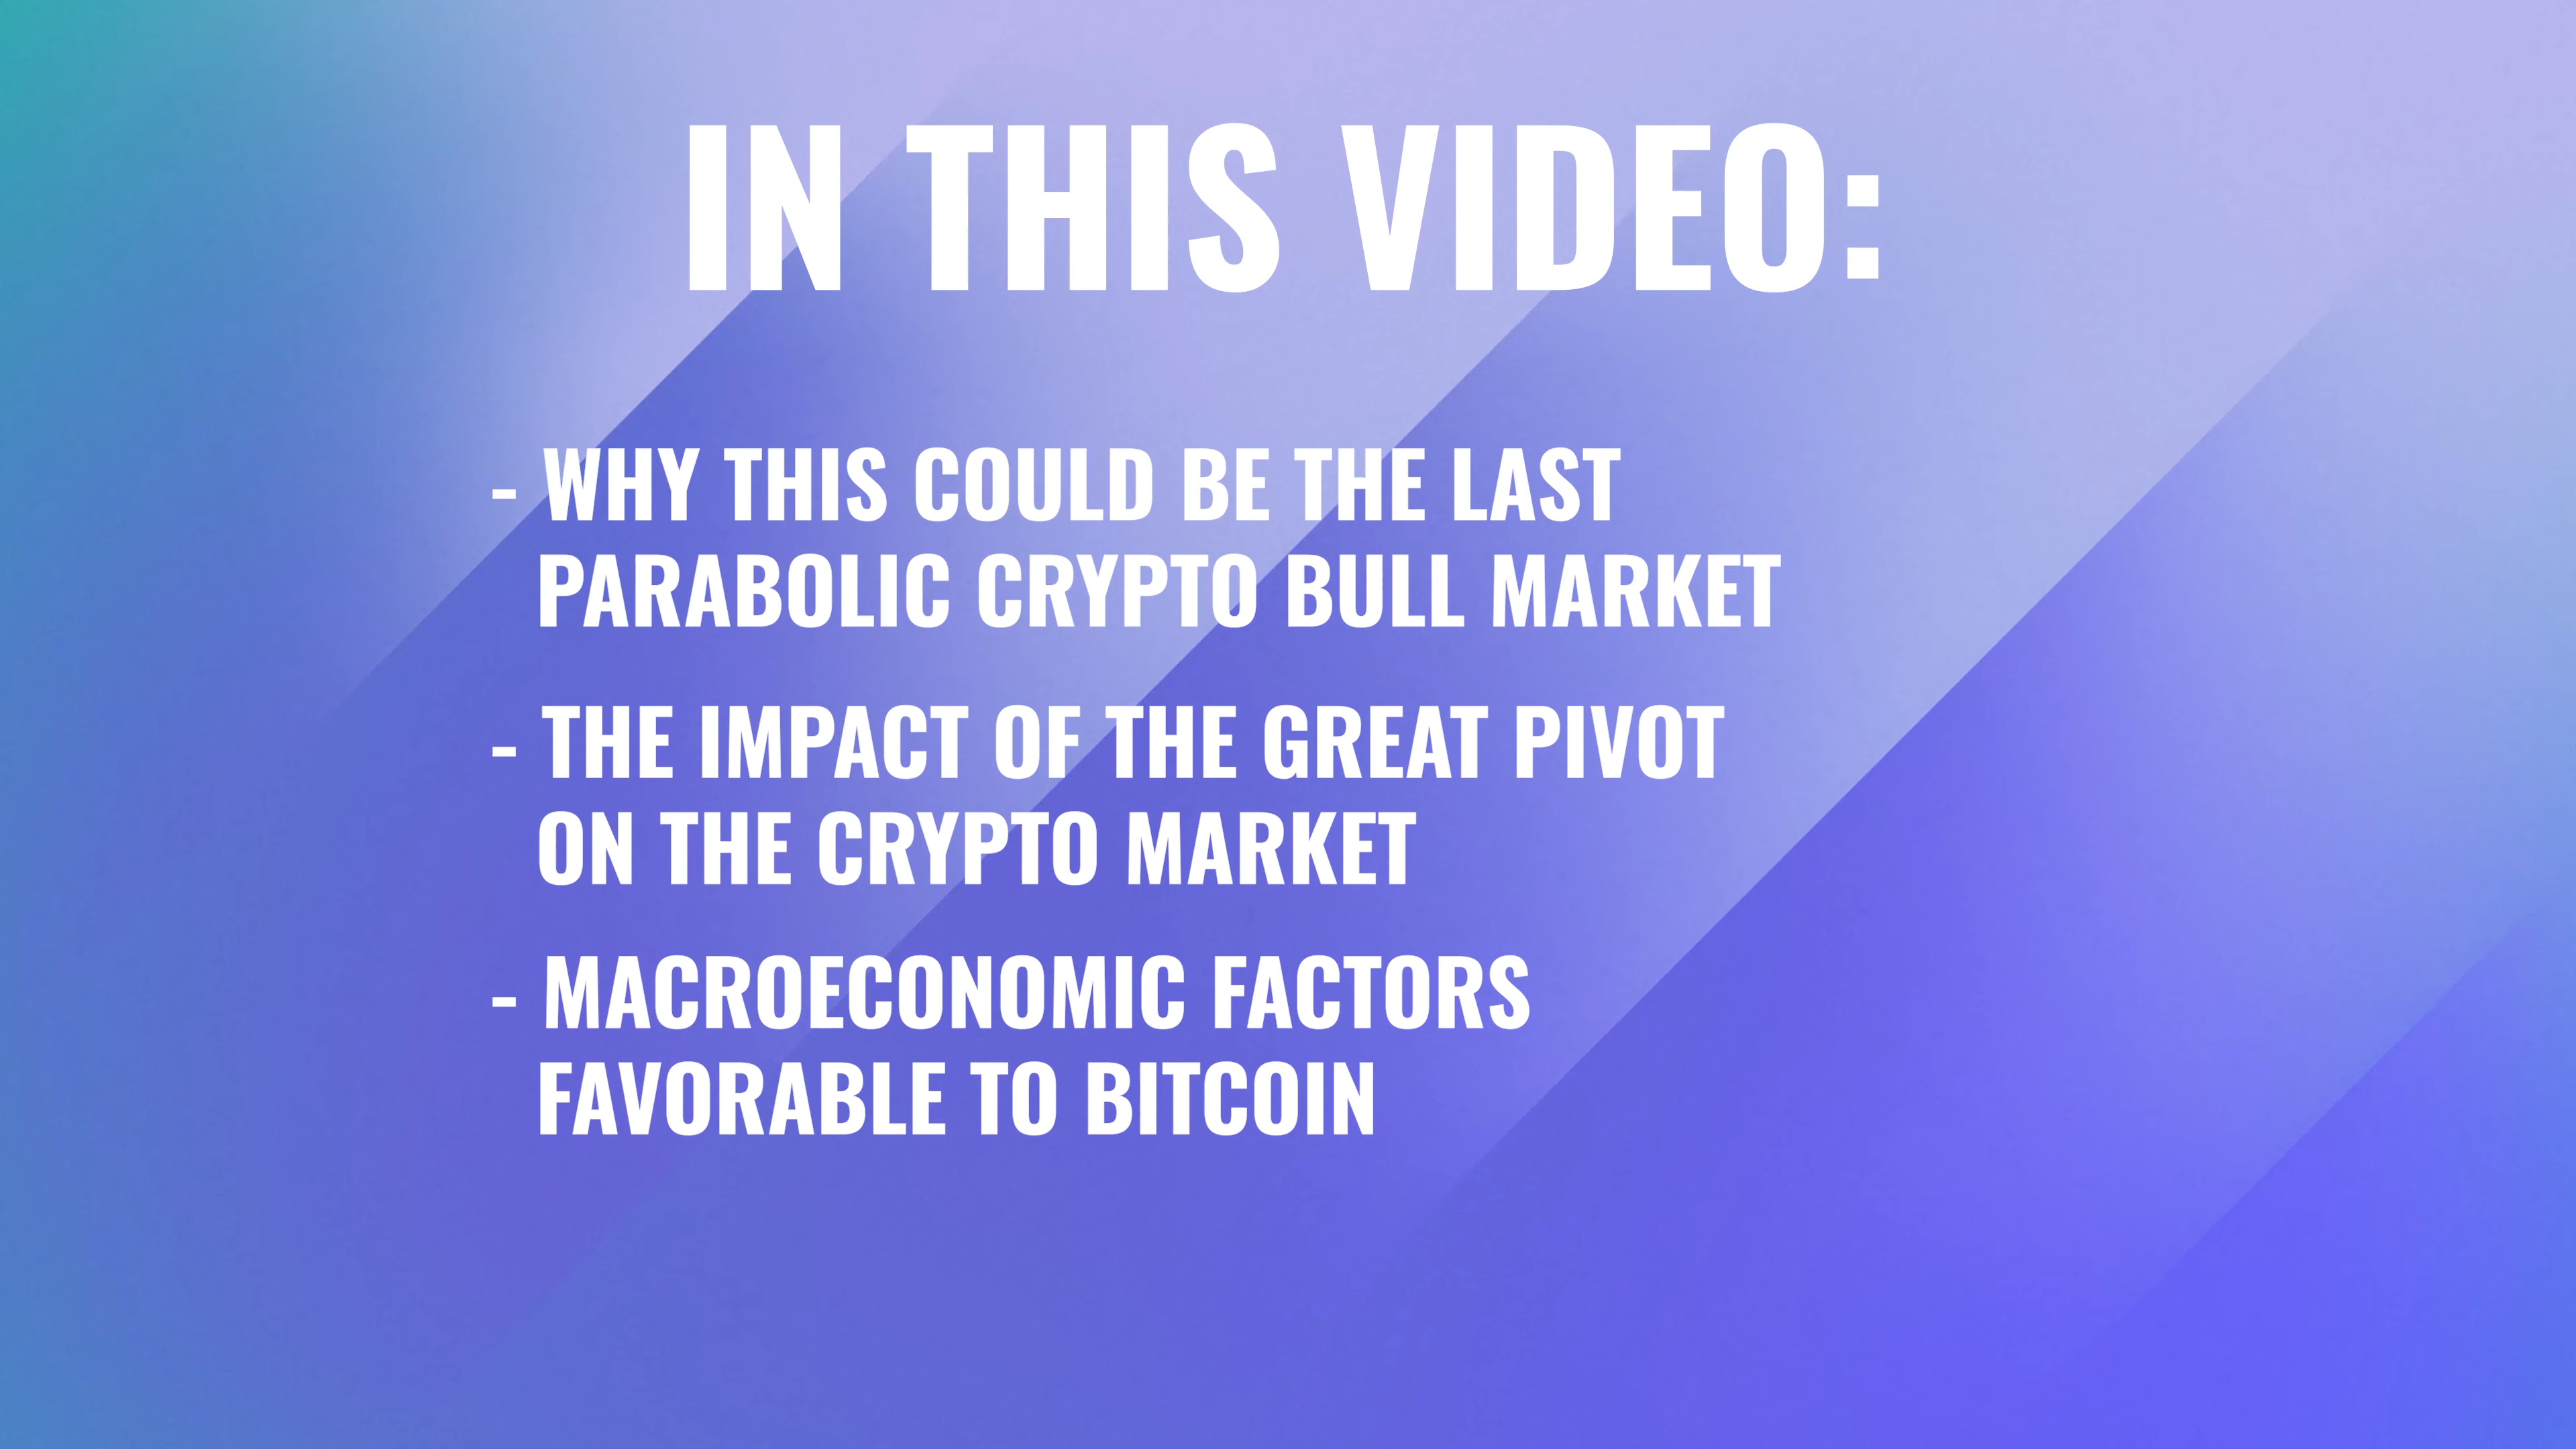 IN THIS VIDEO:
- WHY THIS COULD BE THE LAST
PARABOLIC CRYPTO BULL MARKET
- THE IMPACT OF THE GREAT PIVOT
ON THE CRYPTO MARKET
- MACROECONOMIC FACTORS
FAVORABLE TO BITCOIN